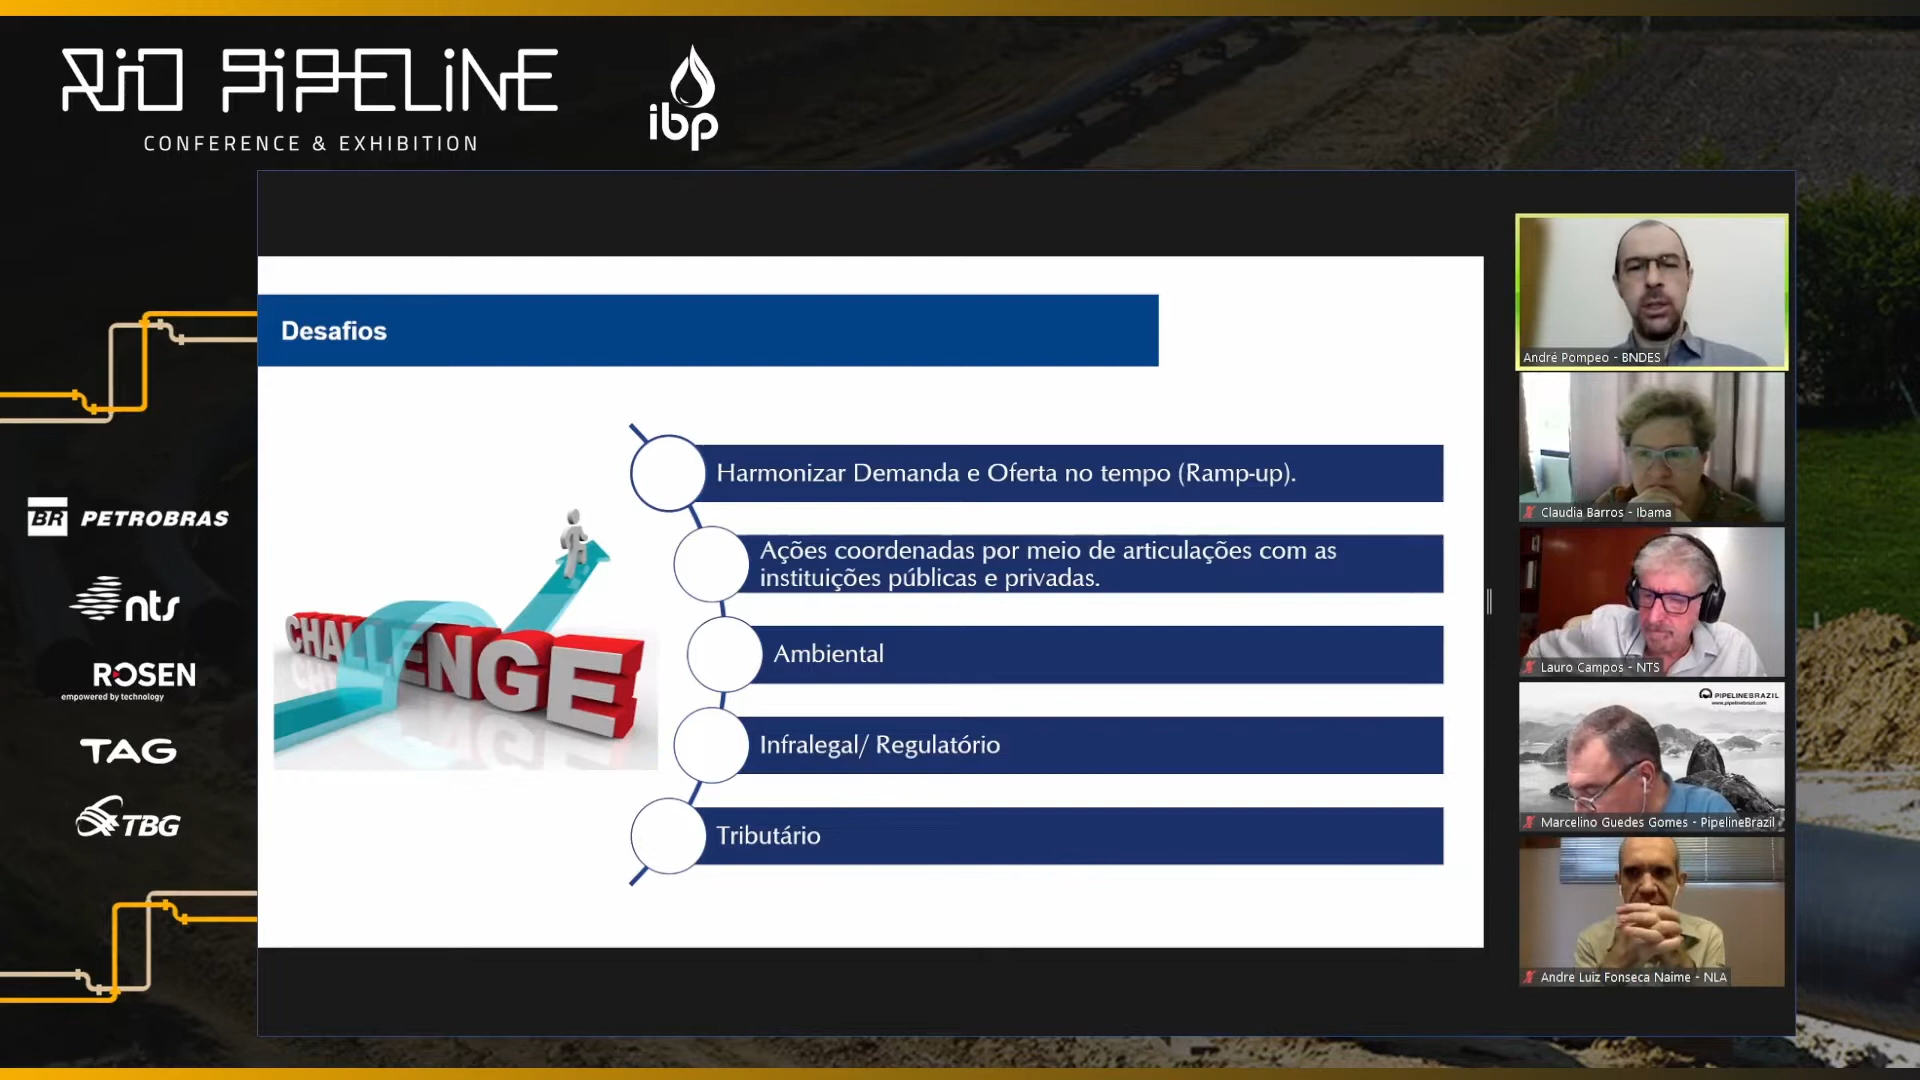 RIO PIPELINE
CONFERENCE & EXHIBITION
ibp
Desafios
CHALLENGE
Harmonizar Demanda e Oferta no tempo (Ramp-up).
Ações coordenadas por meio de articulações com as
instituições públicas e privadas.
Ambiental
Infralegal/ Regulatório
Tributário
BR PETROBRAS
nts
ROSEN
empowered by technology
TAG
TBG
André Pompeo - BNDES
Claudia Barros - Ibama
Lauro Campos - NTS
PIPELINEBRAZIL
www.pipelinebrazil.com
Marcelino Guedes Gomes - PipelineBrazil
Andre Luiz Fonseca Naime - NLA